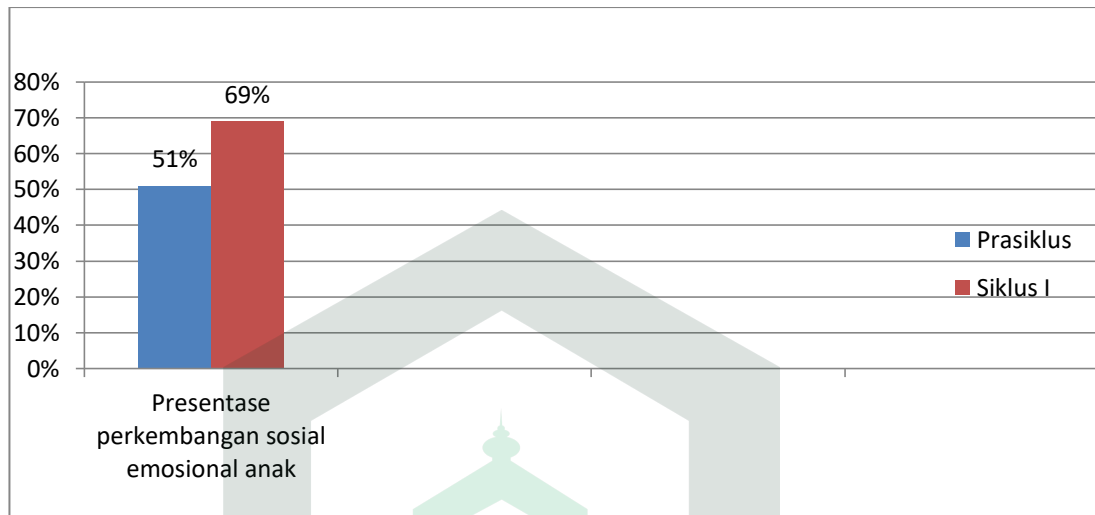 80%
70%
60%
50%
40%
30%
20%
10%
0%
51%
69%
Presentase
perkembangan sosial
emosional anak
Prasiklus
Siklus I